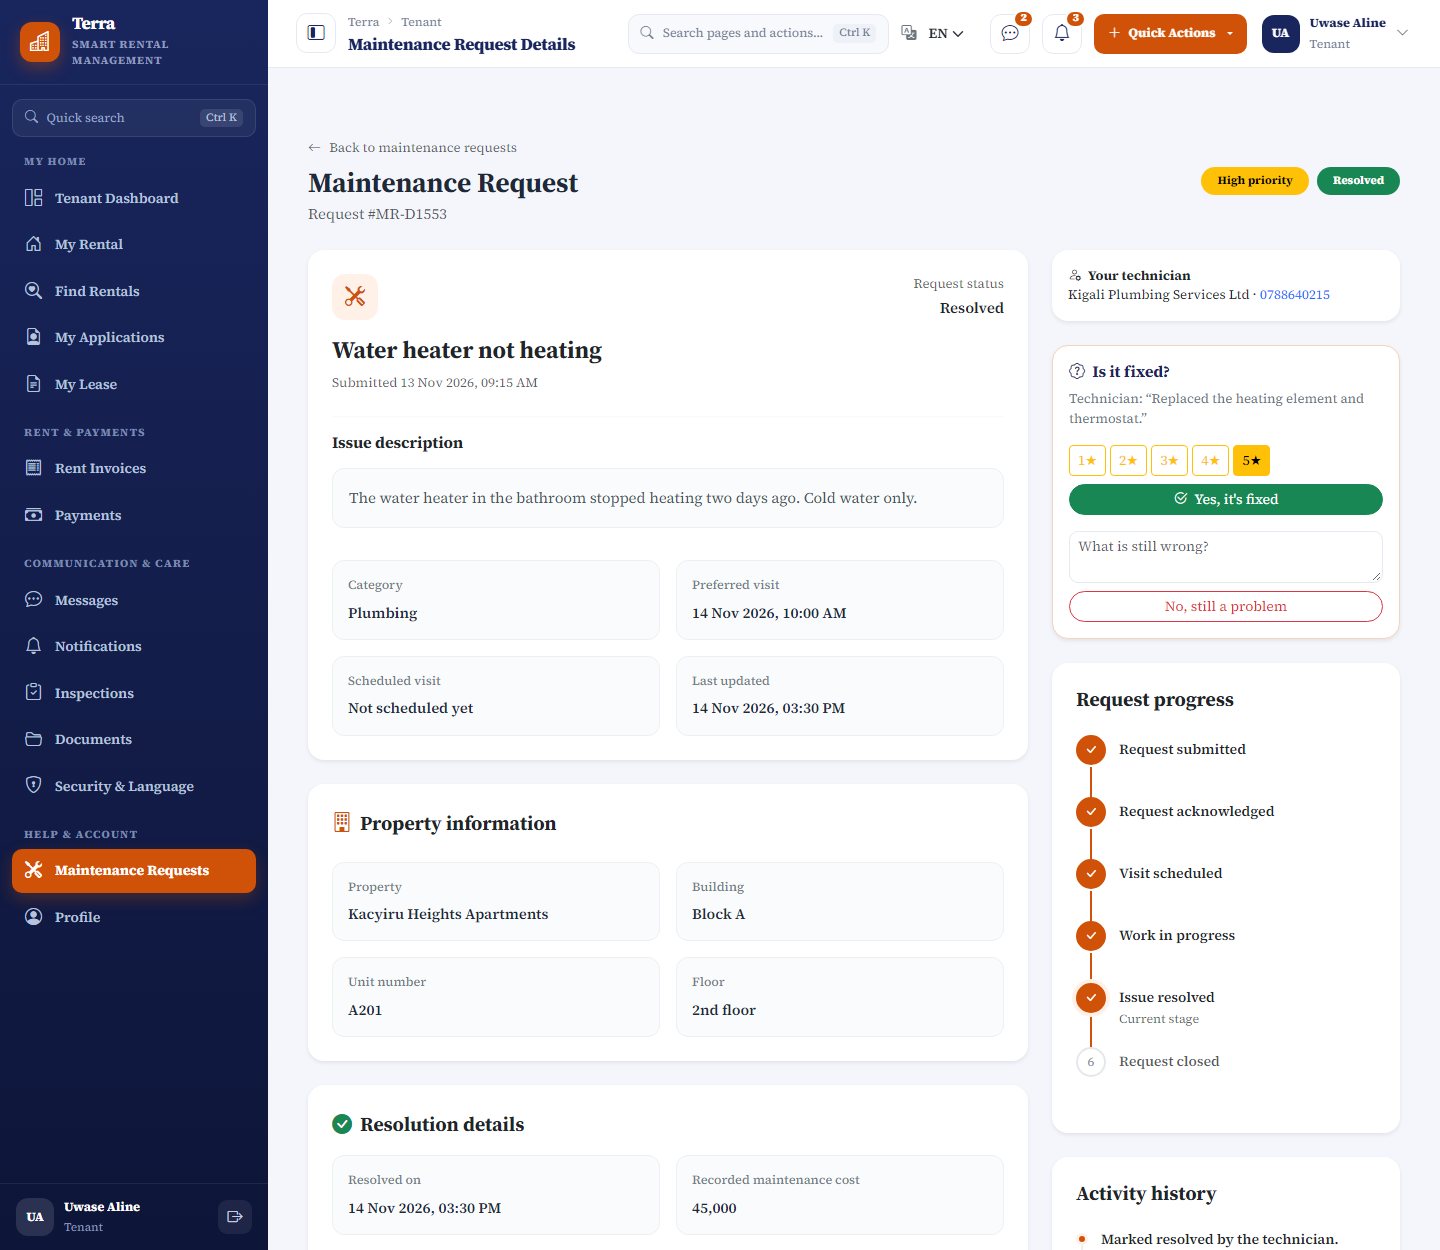 Terra
SMART RENTAL
MANAGEMENT
Quick search
Ctrl K
MY HOME
Tenant Dashboard
My Rental
Find Rentals
My Applications
My Lease
RENT & PAYMENTS
Rent Invoices
Payments
COMMUNICATION & CARE
Messages
Notifications
Inspections
Documents
Security & Language
HELP & ACCOUNT
Maintenance Requests
Profile
UA
Uwase Aline
Tenant
Terra > Tenant
Maintenance Request Details
Search pages and actions...
Ctrl K
EN
2
3
+ Quick Actions
UA
Uwase Aline
Tenant
← Back to maintenance requests
Maintenance Request
Request #MR-D1553
High priority
Resolved
Request status
Resolved
Water heater not heating
Submitted 13 Nov 2026, 09:15 AM
Issue description
The water heater in the bathroom stopped heating two days ago. Cold water only.
Category
Plumbing
Preferred visit
14 Nov 2026, 10:00 AM
Scheduled visit
Not scheduled yet
Last updated
14 Nov 2026, 03:30 PM
Property information
Property
Kacyiru Heights Apartments
Building
Block A
Unit number
A201
Floor
2nd floor
Resolution details
Resolved on
14 Nov 2026, 03:30 PM
Recorded maintenance cost
45,000
Your technician
Kigali Plumbing Services Ltd · 0788640215
Is it fixed?
Technician: “Replaced the heating element and
thermostat.”
1★ 2★ 3★ 4★ 5★
Yes, it's fixed
What is still wrong?
No, still a problem
Request progress
Request submitted
Request acknowledged
Visit scheduled
Work in progress
Issue resolved
Current stage
6
Request closed
Activity history
Marked resolved by the technician.